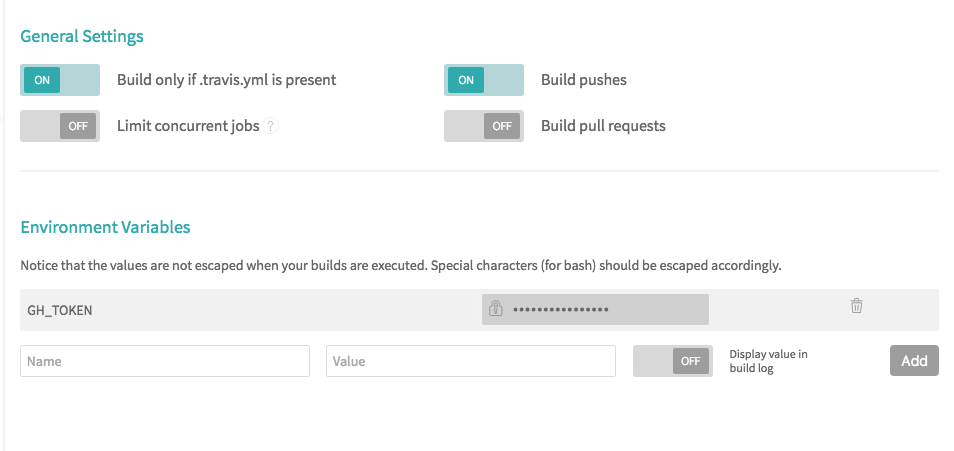 General Settings
ON Build only if .travis.yml is present ON Build pushes
OFF Limit concurrent jobs ? OFF Build pull requests
Environment Variables
Notice that the values are not escaped when your builds are executed. Special characters (for bash) should be escaped accordingly.
GH_TOKEN ••••••••••••••••
Name Value OFF Display value in
build log Add